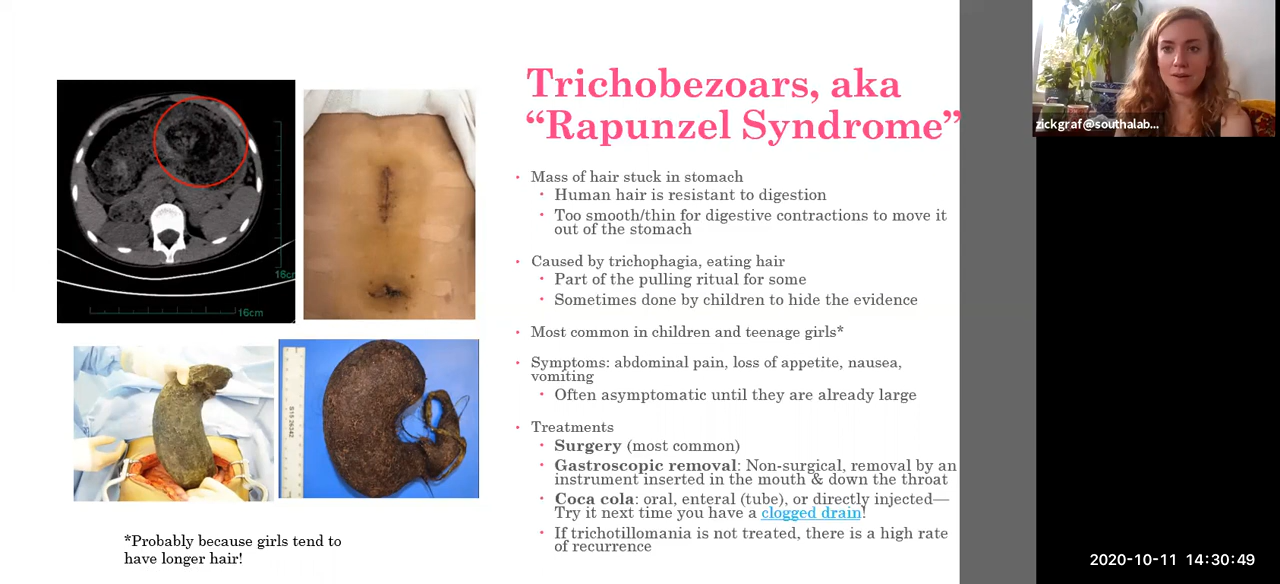 Trichobezoars, aka
“Rapunzel Syndrome”
• Mass of hair stuck in stomach
• Human hair is resistant to digestion
• Too smooth/thin for digestive contractions to move it
out of the stomach
• Caused by trichophagia, eating hair
• Part of the pulling ritual for some
• Sometimes done by children to hide the evidence
• Most common in children and teenage girls*
• Symptoms: abdominal pain, loss of appetite, nausea,
vomiting
• Often asymptomatic until they are already large
• Treatments
• Surgery (most common)
• Gastroscopic removal: Non-surgical, removal by an
instrument inserted in the mouth & down the throat
• Coca cola: oral, enteral (tube), or directly injected—
Try it next time you have a clogged drain!
• If trichotillomania is not treated, there is a high rate
of recurrence
*Probably because girls tend to
have longer hair!
16cm
zickgraf@southalab...
2020-10-11 14:30:49